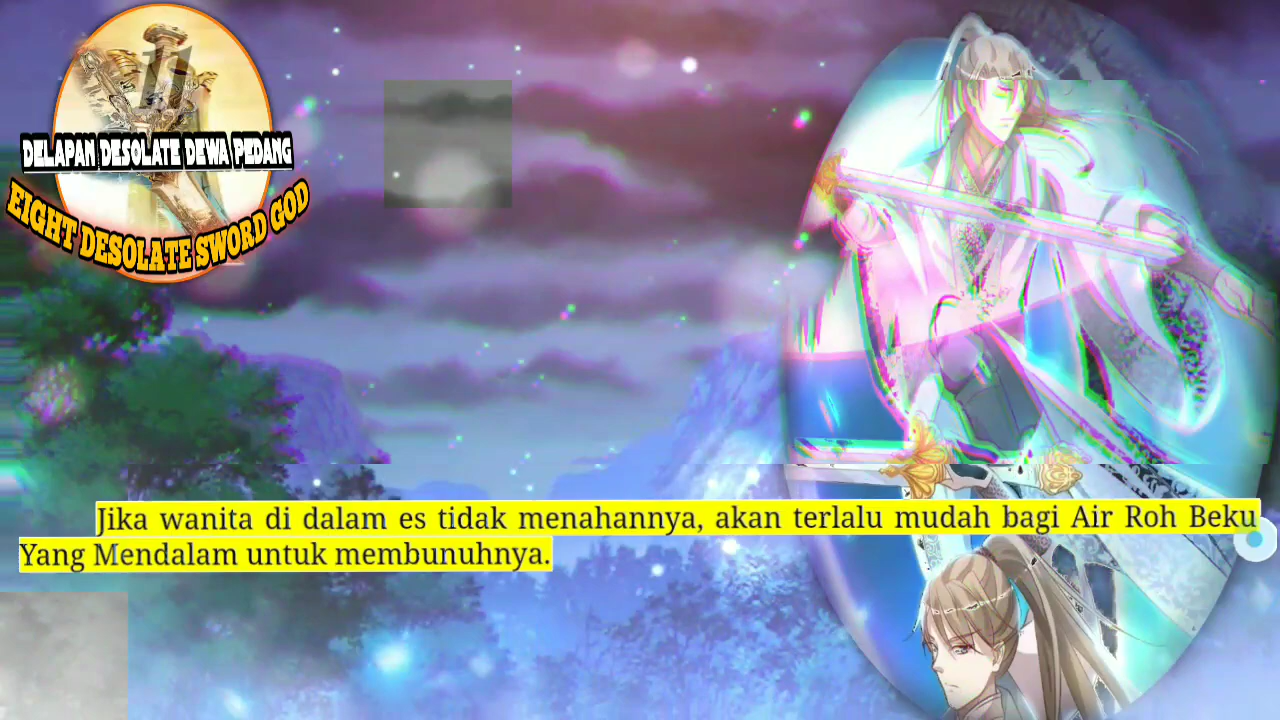 DELAPAN DESOLATE DEWA PEDANG
EIGHT DESOLATE SWORD GOD
Jika wanita di dalam es tidak menahannya, akan terlalu mudah bagi Air Roh Beku
Yang Mendalam untuk membunuhnya.